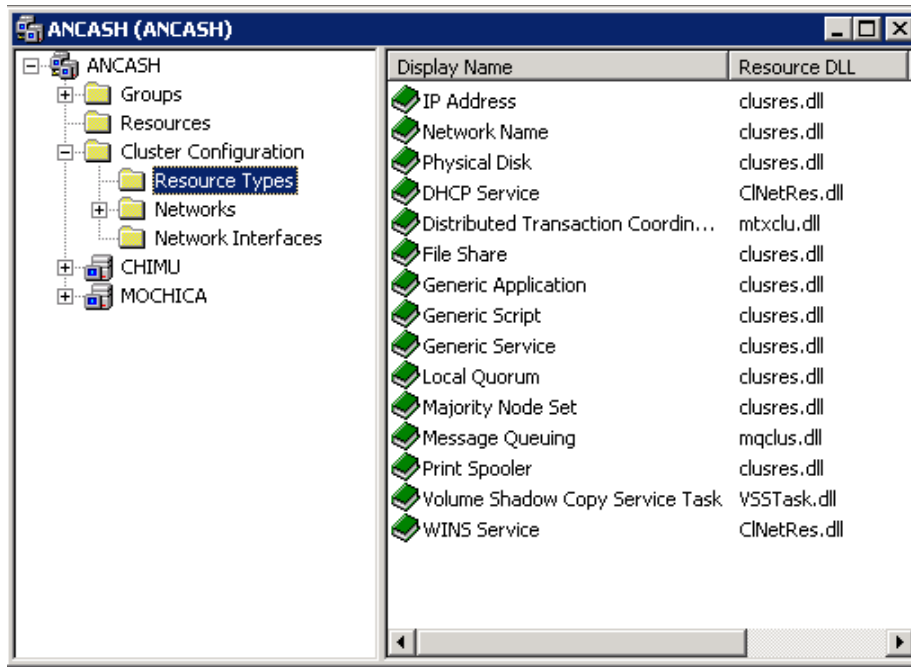 ANCASH (ANCASH)
ANCASH
Groups
Resources
Cluster Configuration
Resource Types
Networks
Network Interfaces
CHIMU
MOCHICA
Display Name Resource DLL
IP Address clusres.dll
Network Name clusres.dll
Physical Disk clusres.dll
DHCP Service ClNetRes.dll
Distributed Transaction Coordin... mtxclu.dll
File Share clusres.dll
Generic Application clusres.dll
Generic Script clusres.dll
Generic Service clusres.dll
Local Quorum clusres.dll
Majority Node Set clusres.dll
Message Queuing mqclus.dll
Print Spooler clusres.dll
Volume Shadow Copy Service Task VSSTask.dll
WINS Service ClNetRes.dll